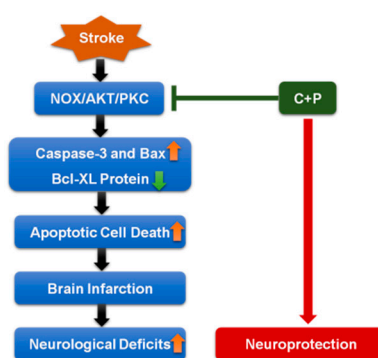 Stroke
NOX/AKT/PKC
C+P
Caspase-3 and Bax
Bcl-XL Protein
Apoptotic Cell Death
Brain Infarction
Neurological Deficits
Neuroprotection